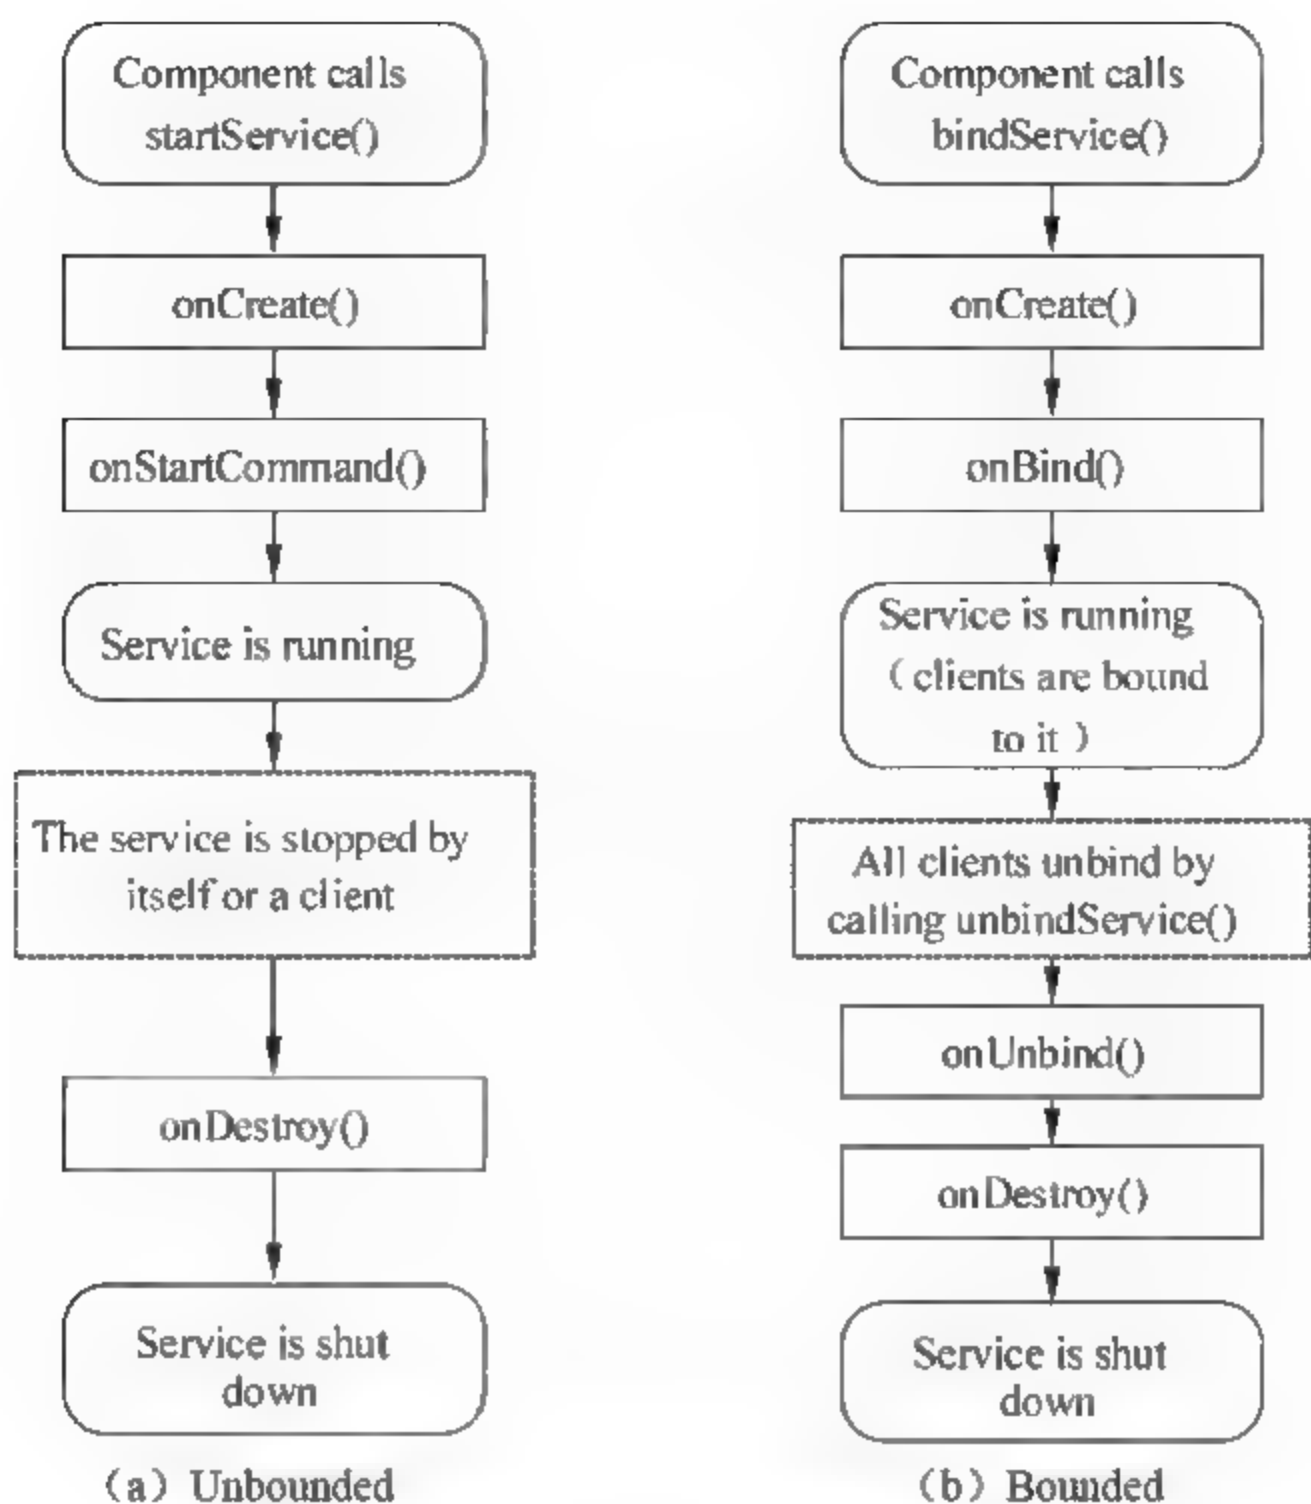 Component calls
startService()
onCreate()
onStartCommand()
Service is running
The service is stopped by
itself or a client
onDestroy()
Service is shut
down
（a）Unbounded
Component calls
bindService()
onCreate()
onBind()
Service is running
（clients are bound
to it）
All clients unbind by
calling unbindService()
onUnbind()
onDestroy()
Service is shut
down
（b）Bounded